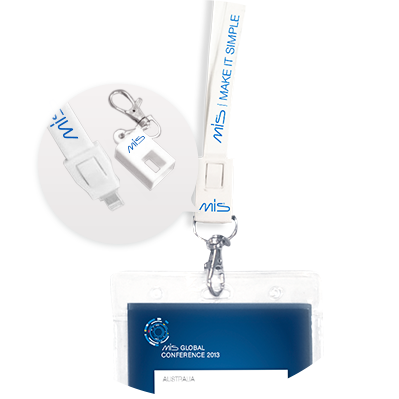 mis | MAKE IT SIMPLE
mis
mis
mis
mis GLOBAL
CONFERENCE 2013
AUSTRALIA